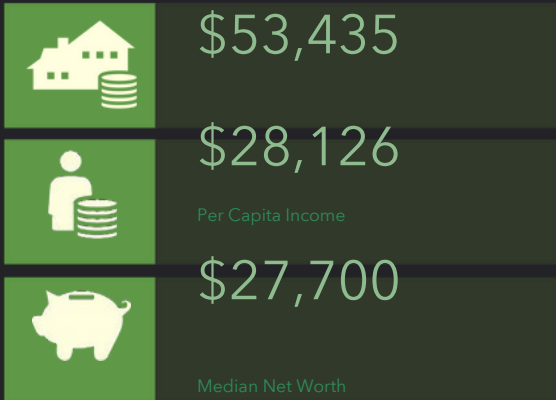 $53,435
$28,126
Per Capita Income
$27,700
Median Net Worth